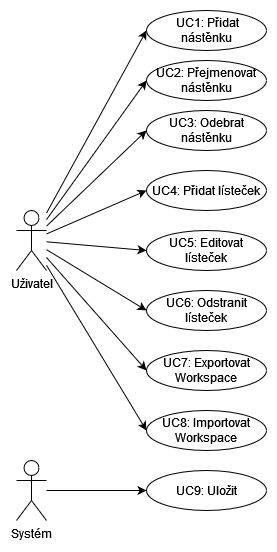 UC1: Přidat
nástěnku
UC2: Přejmenovat
nástěnku
UC3: Odebrat
nástěnku
UC4: Přidat lísteček
Uživatel
UC5: Editovat
lísteček
UC6: Odstranit
lísteček
UC7: Exportovat
Workspace
UC8: Importovat
Workspace
UC9: Uložit
Systém